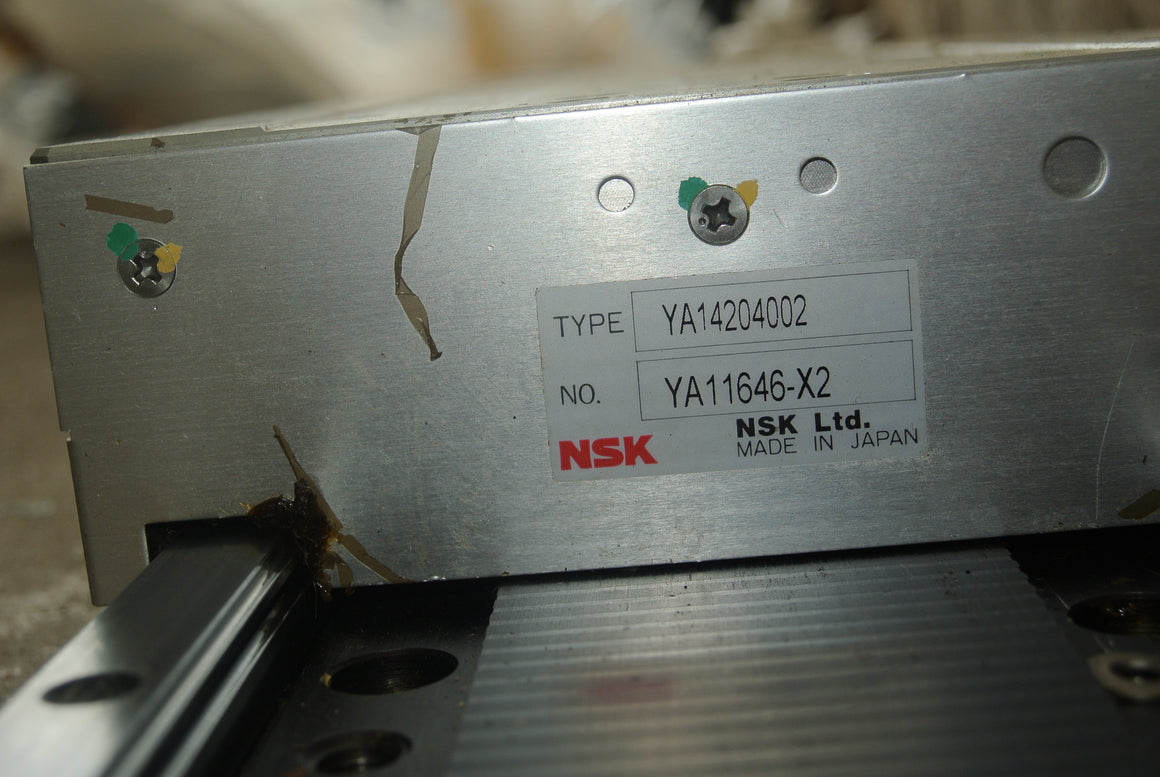 TYPE YA14204002
NO. YA11646-X2
NSK NSK Ltd.
MADE IN JAPAN